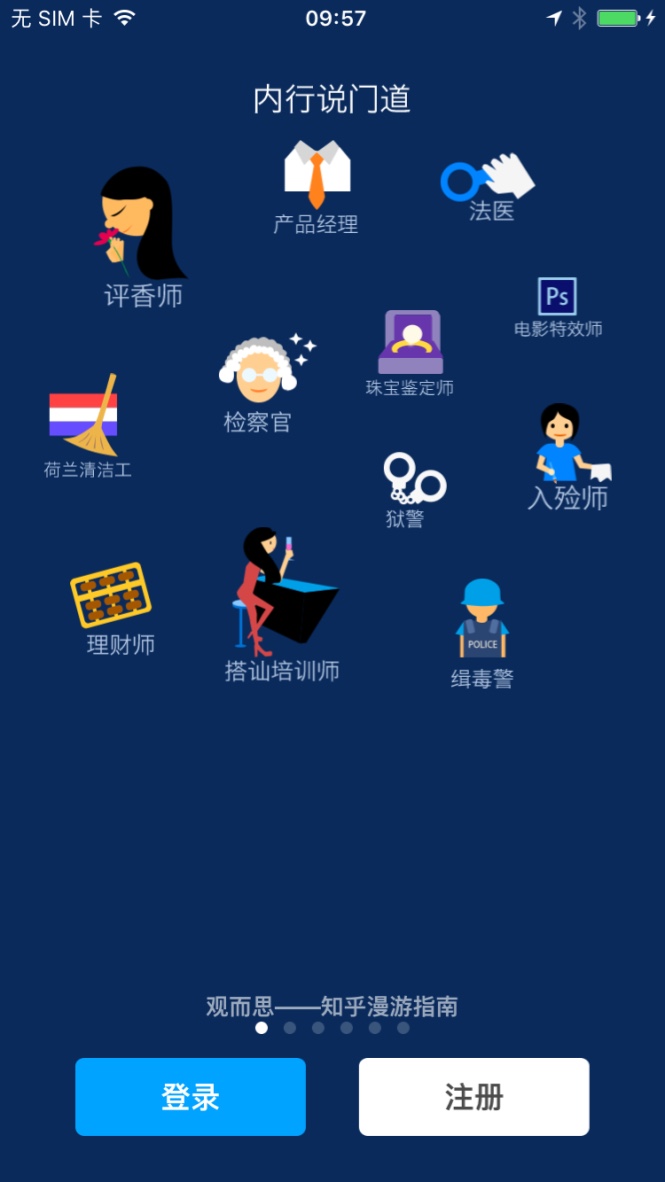 无 SIM 卡
09:57
内行说门道
产品经理
法医
评香师
Ps
电影特效师
珠宝鉴定师
检察官
荷兰清洁工
入殓师
狱警
理财师
搭讪培训师
POLICE
缉毒警
观而思——知乎漫游指南
登录
注册